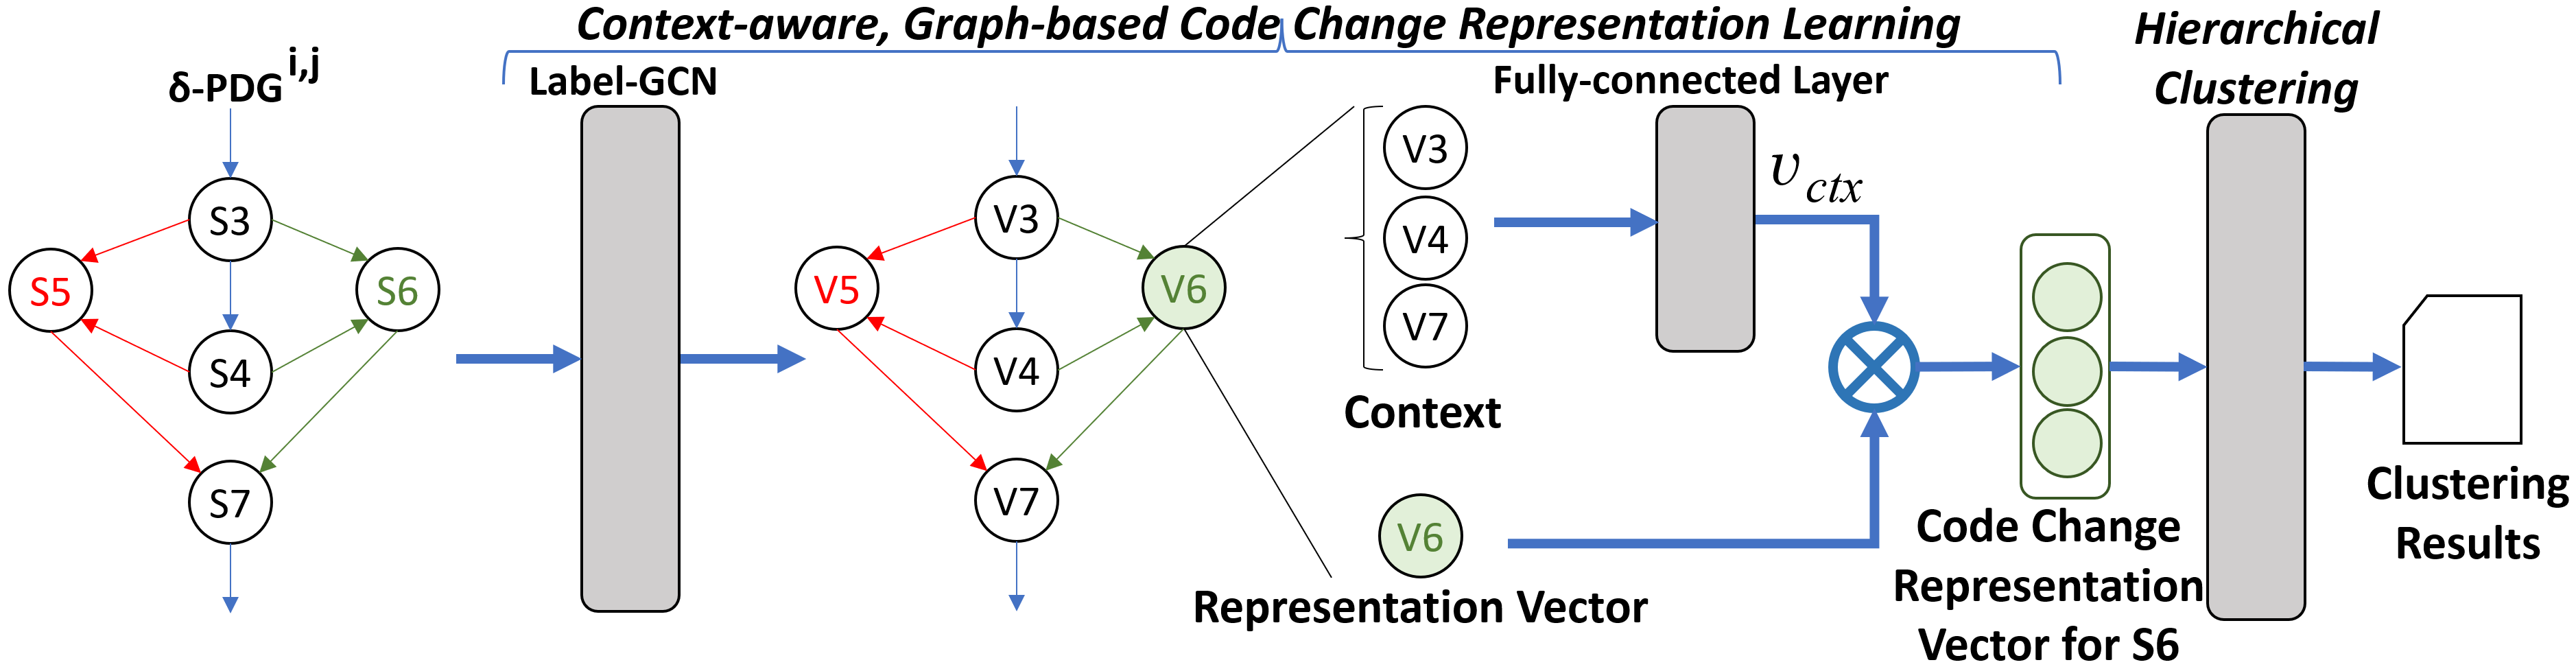 Context-aware, Graph-based Code Change Representation Learning
Hierarchical
Clustering
δ-PDG i,j
Label-GCN
Fully-connected Layer
S3
S5
S6
S4
S7
V3
V5
V6
V4
V7
V3
V4
V7
Context
υ ctx
V6
Representation Vector
Code Change
Representation
Vector for S6
Clustering
Results